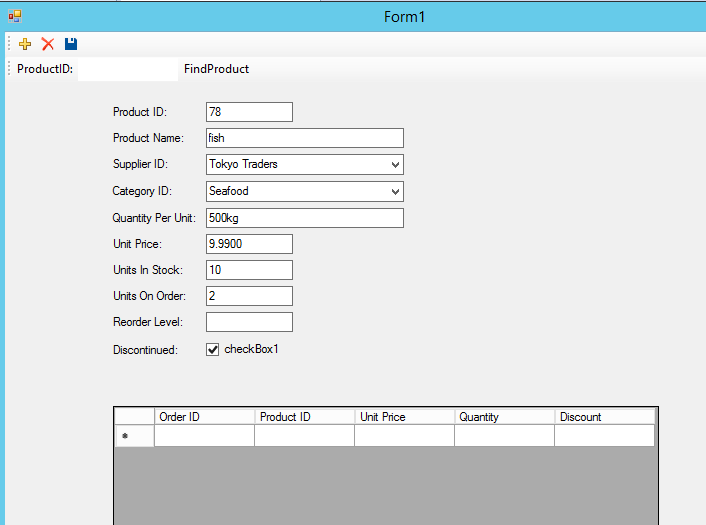 Form1
ProductID: FindProduct
Product ID: 78
Product Name: fish
Supplier ID: Tokyo Traders
Category ID: Seafood
Quantity Per Unit: 500kg
Unit Price: 9.9900
Units In Stock: 10
Units On Order: 2
Reorder Level:
Discontinued: checkBox1
Order ID Product ID Unit Price Quantity Discount